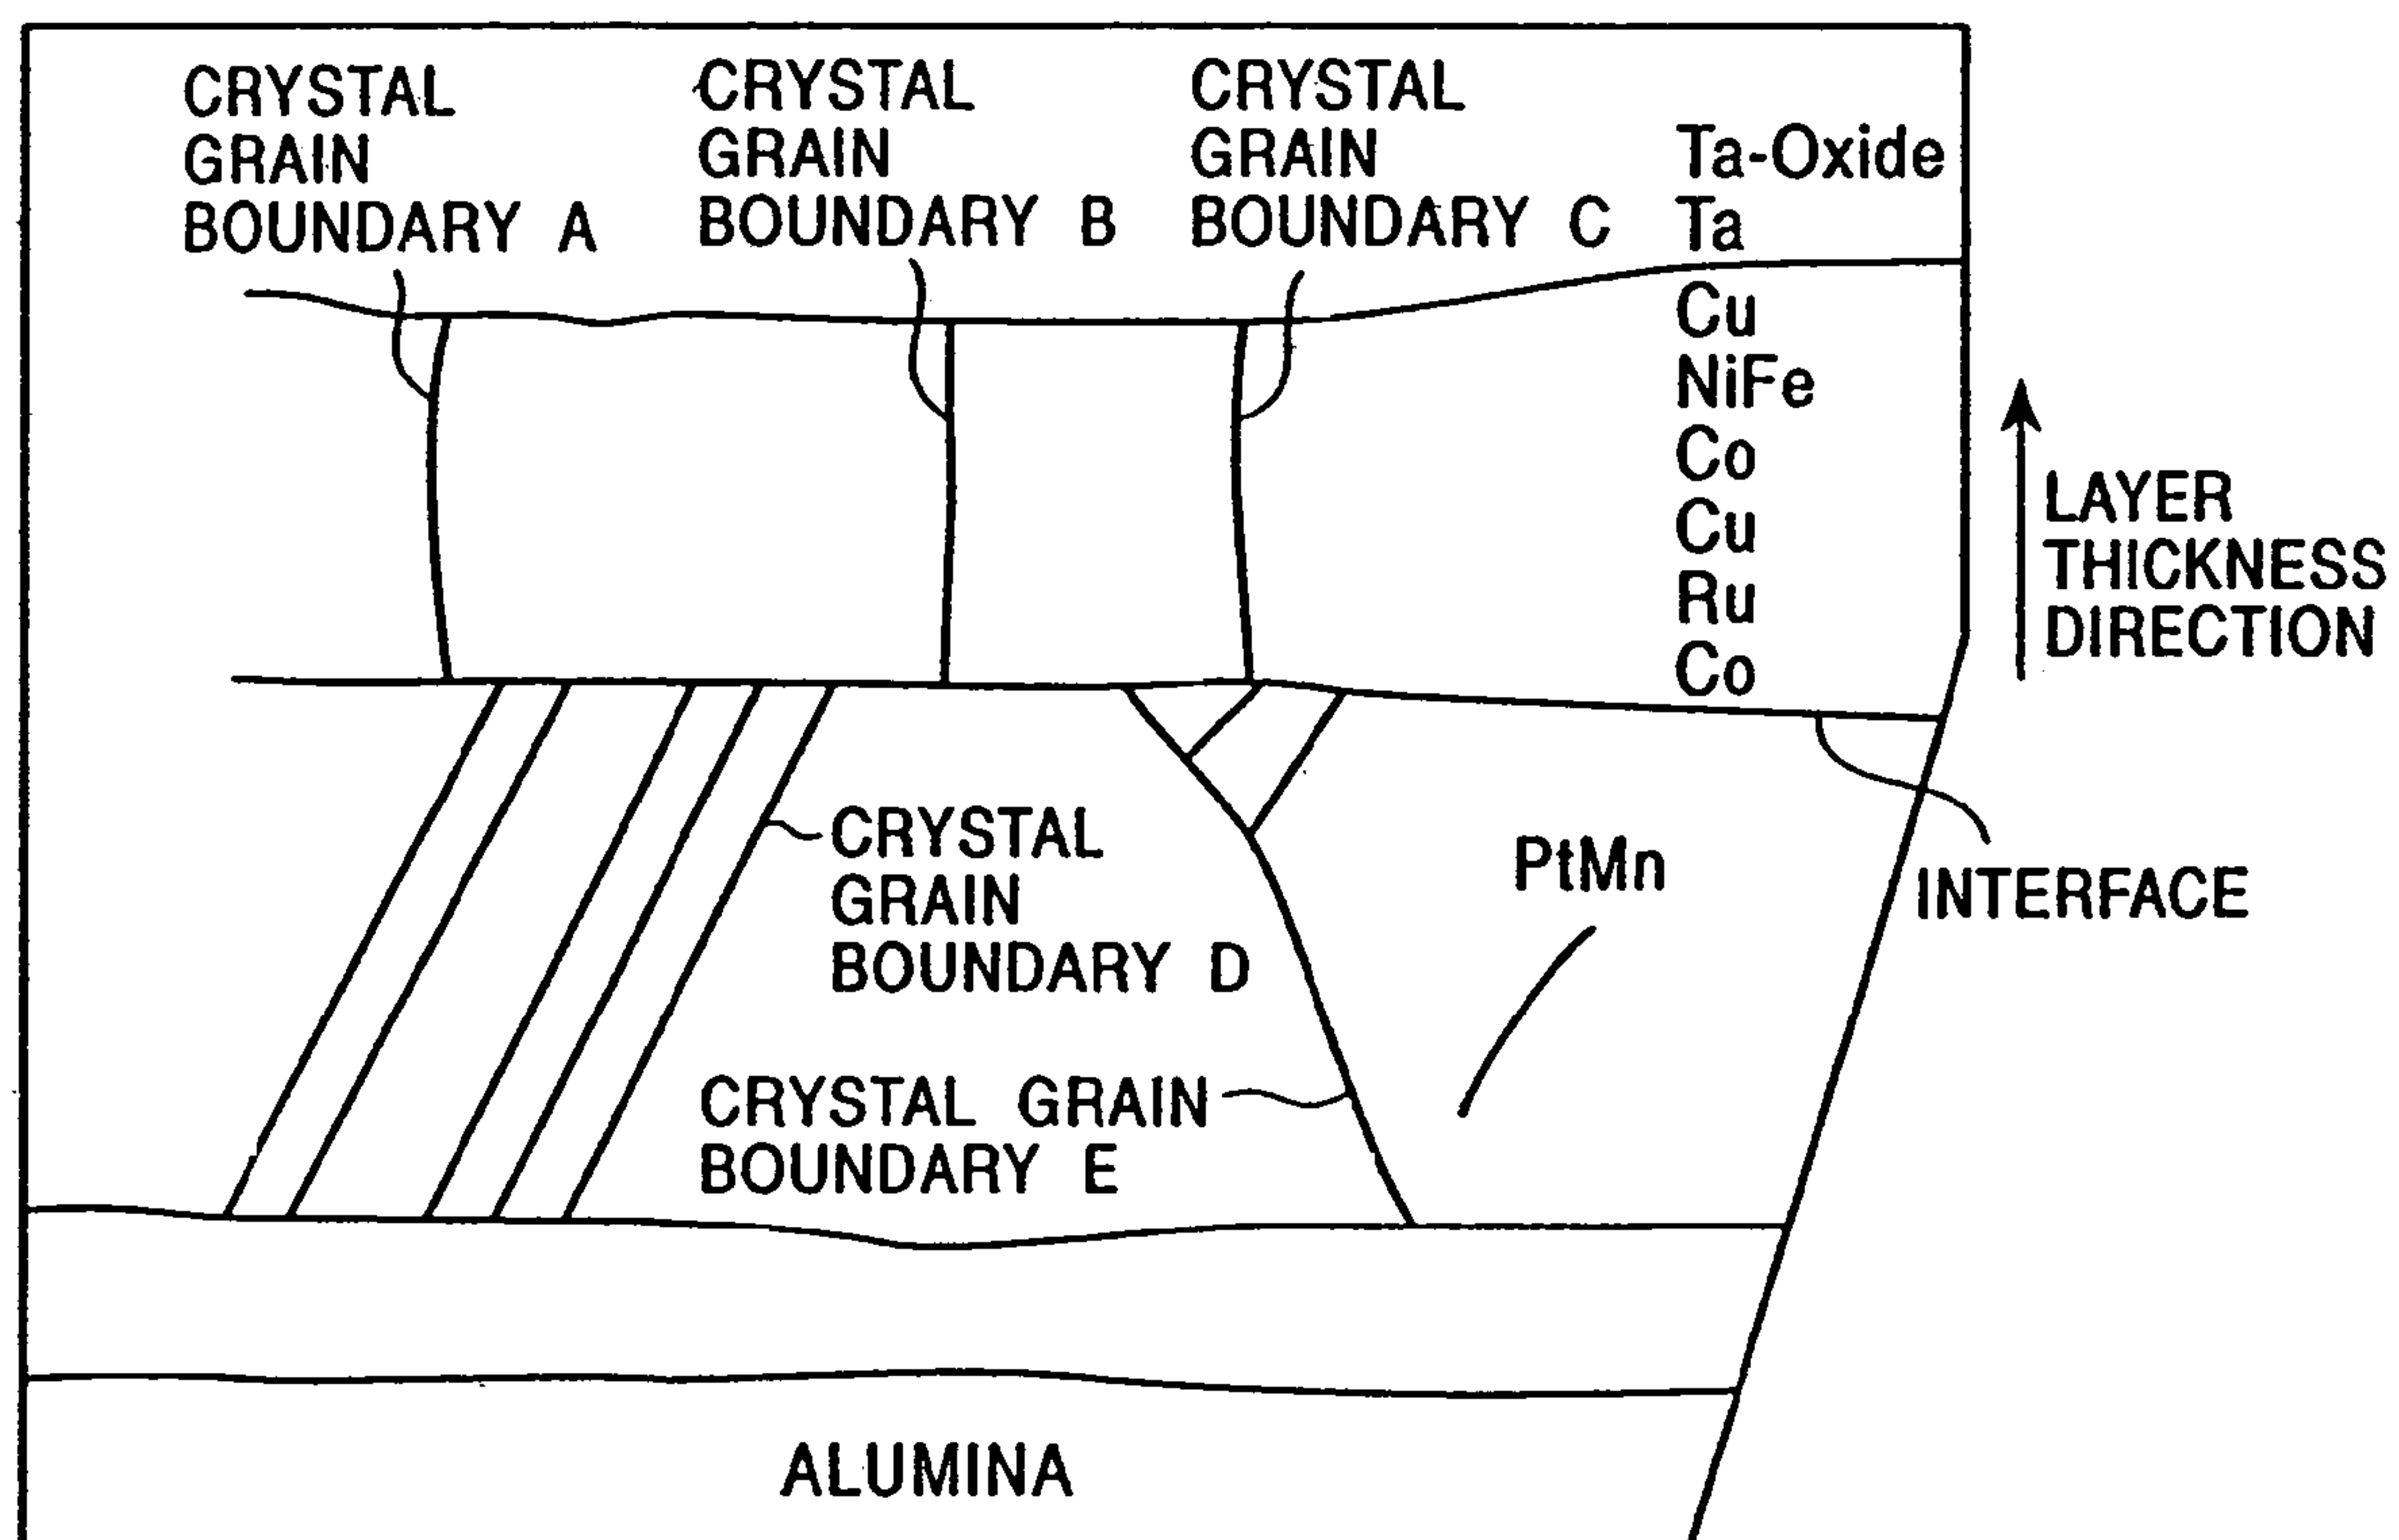 CRYSTAL
GRAIN
BOUNDARY A
CRYSTAL
GRAIN
BOUNDARY B
CRYSTAL
GRAIN
BOUNDARY C
Ta-Oxide
Ta
Cu
NiFe
Co
Cu
Ru
Co
LAYER
THICKNESS
DIRECTION
CRYSTAL
GRAIN
BOUNDARY D
PtMn
INTERFACE
CRYSTAL GRAIN
BOUNDARY E
ALUMINA